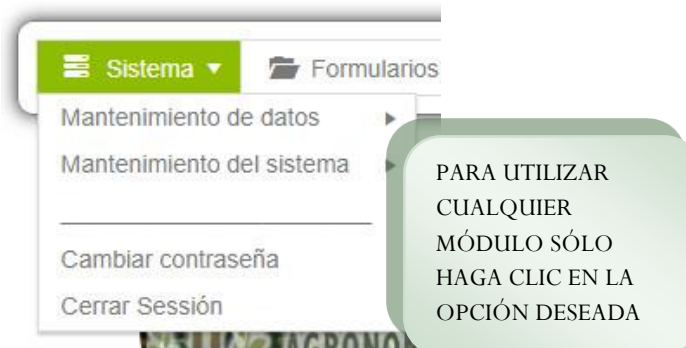 Sistema
Formularios
Mantenimiento de datos
Mantenimiento del sistema
Cambiar contraseña
Cerrar Sessión
PARA UTILIZAR
CUALQUIER
MÓDULO SÓLO
HAGA CLIC EN LA
OPCIÓN DESEADA